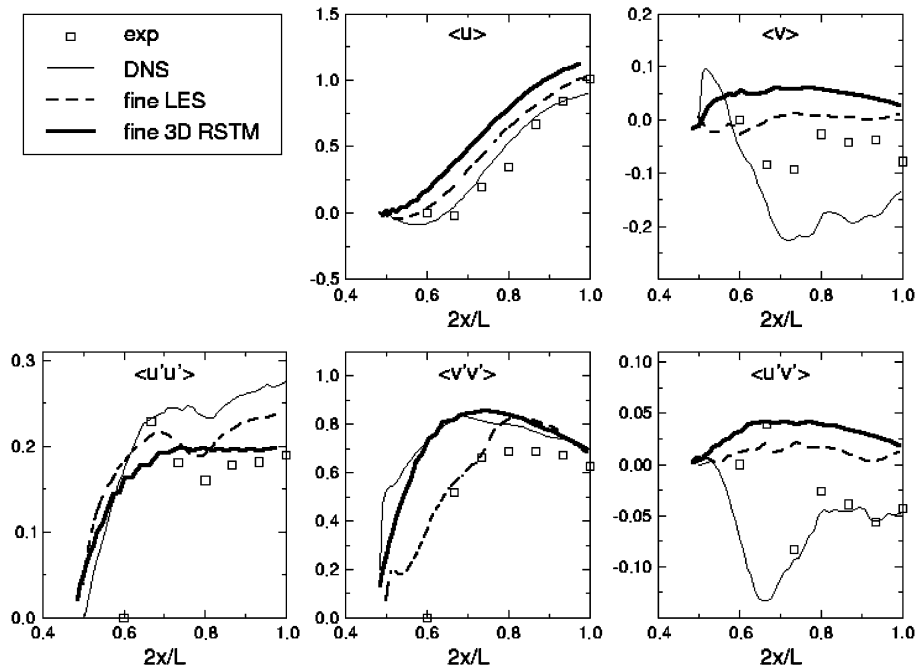 exp
DNS
fine LES
fine 3D RSTM
<u>
1.5
1.0
0.5
0.0
-0.5
0.4 0.6 0.8 1.0
2x/L
<v>
0.2
0.1
0.0
-0.1
-0.2
-0.3
0.4 0.6 0.8 1.0
2x/L
<u'u'>
0.3
0.2
0.1
0.0
0.4 0.6 0.8 1.0
2x/L
<v'v'>
1.0
0.8
0.6
0.4
0.2
0.0
0.4 0.6 0.8 1.0
2x/L
<u'v'>
0.10
0.05
0.00
-0.05
-0.10
0.4 0.6 0.8 1.0
2x/L